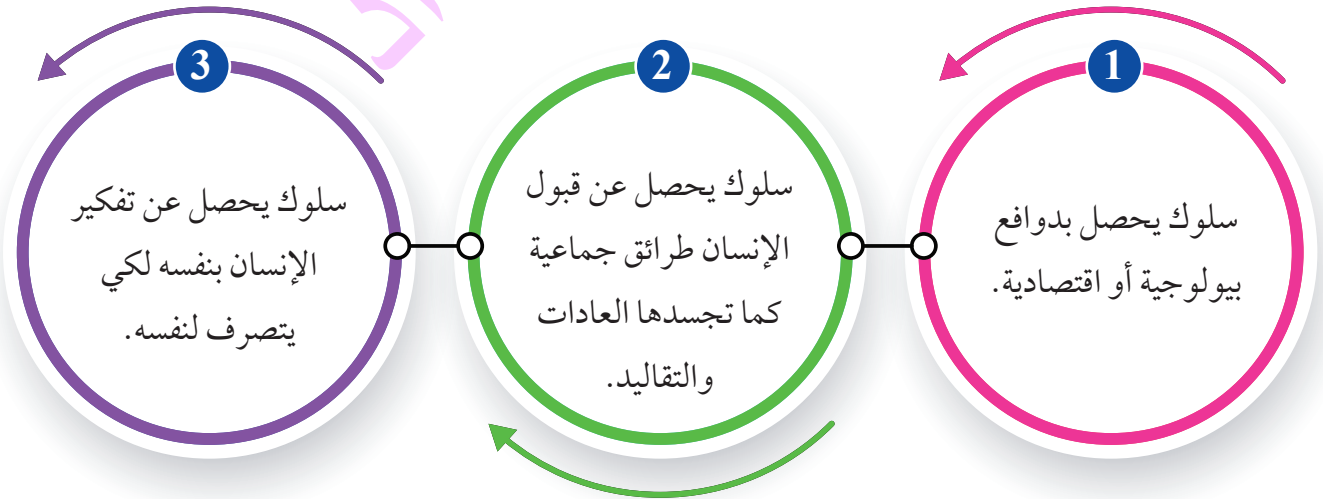 1
سلوك يحصل بدوافع
بيولوجية أو اقتصادية.
2
سلوك يحصل عن قبول
الإنسان طرائق جماعية
كما تجسدها العادات
والتقاليد.
3
سلوك يحصل عن تفكير
الإنسان بنفسه لكي
يتصرف لنفسه.